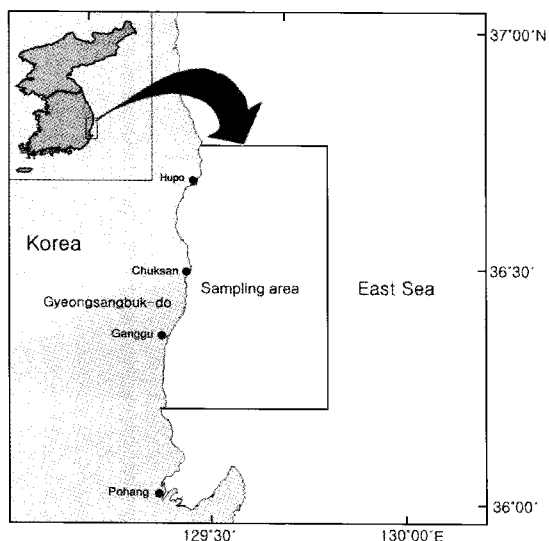 37°00′N
Hupo
Korea
Chuksan
36°30′
Sampling area
East Sea
Gyeongsangbuk-do
Ganggu
Pohang
36°00′
129°30′
130°00′E